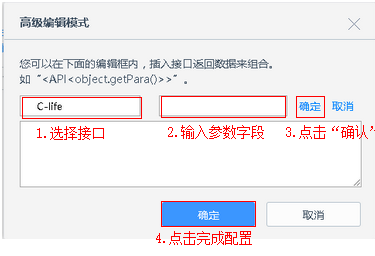 高级编辑模式
您可以在下面的编辑框内，插入接口返回数据来组合。
如 "<API<object.getPara()>>" 。
C-life 确定 取消
1.选择接口 2.输入参数字段 3.点击“确认”
确定 取消
4.点击完成配置